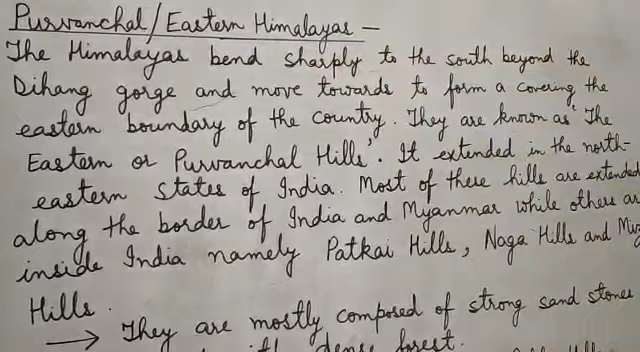 Purvanchal/Eastern Himalayas —
The Himalayas bend sharply to the south beyond the
Dihang gorge and move towards to form a covering the
eastern boundary of the country. They are known as 'The
Eastern or Purvanchal Hills'. It extended in the north-
eastern states of India. Most of these hills are extended
along the border of India and Myanmar while others are
inside India namely Patkai Hills, Naga Hills and
Hills.
→ They are mostly composed of strong sand stones
dense forest.